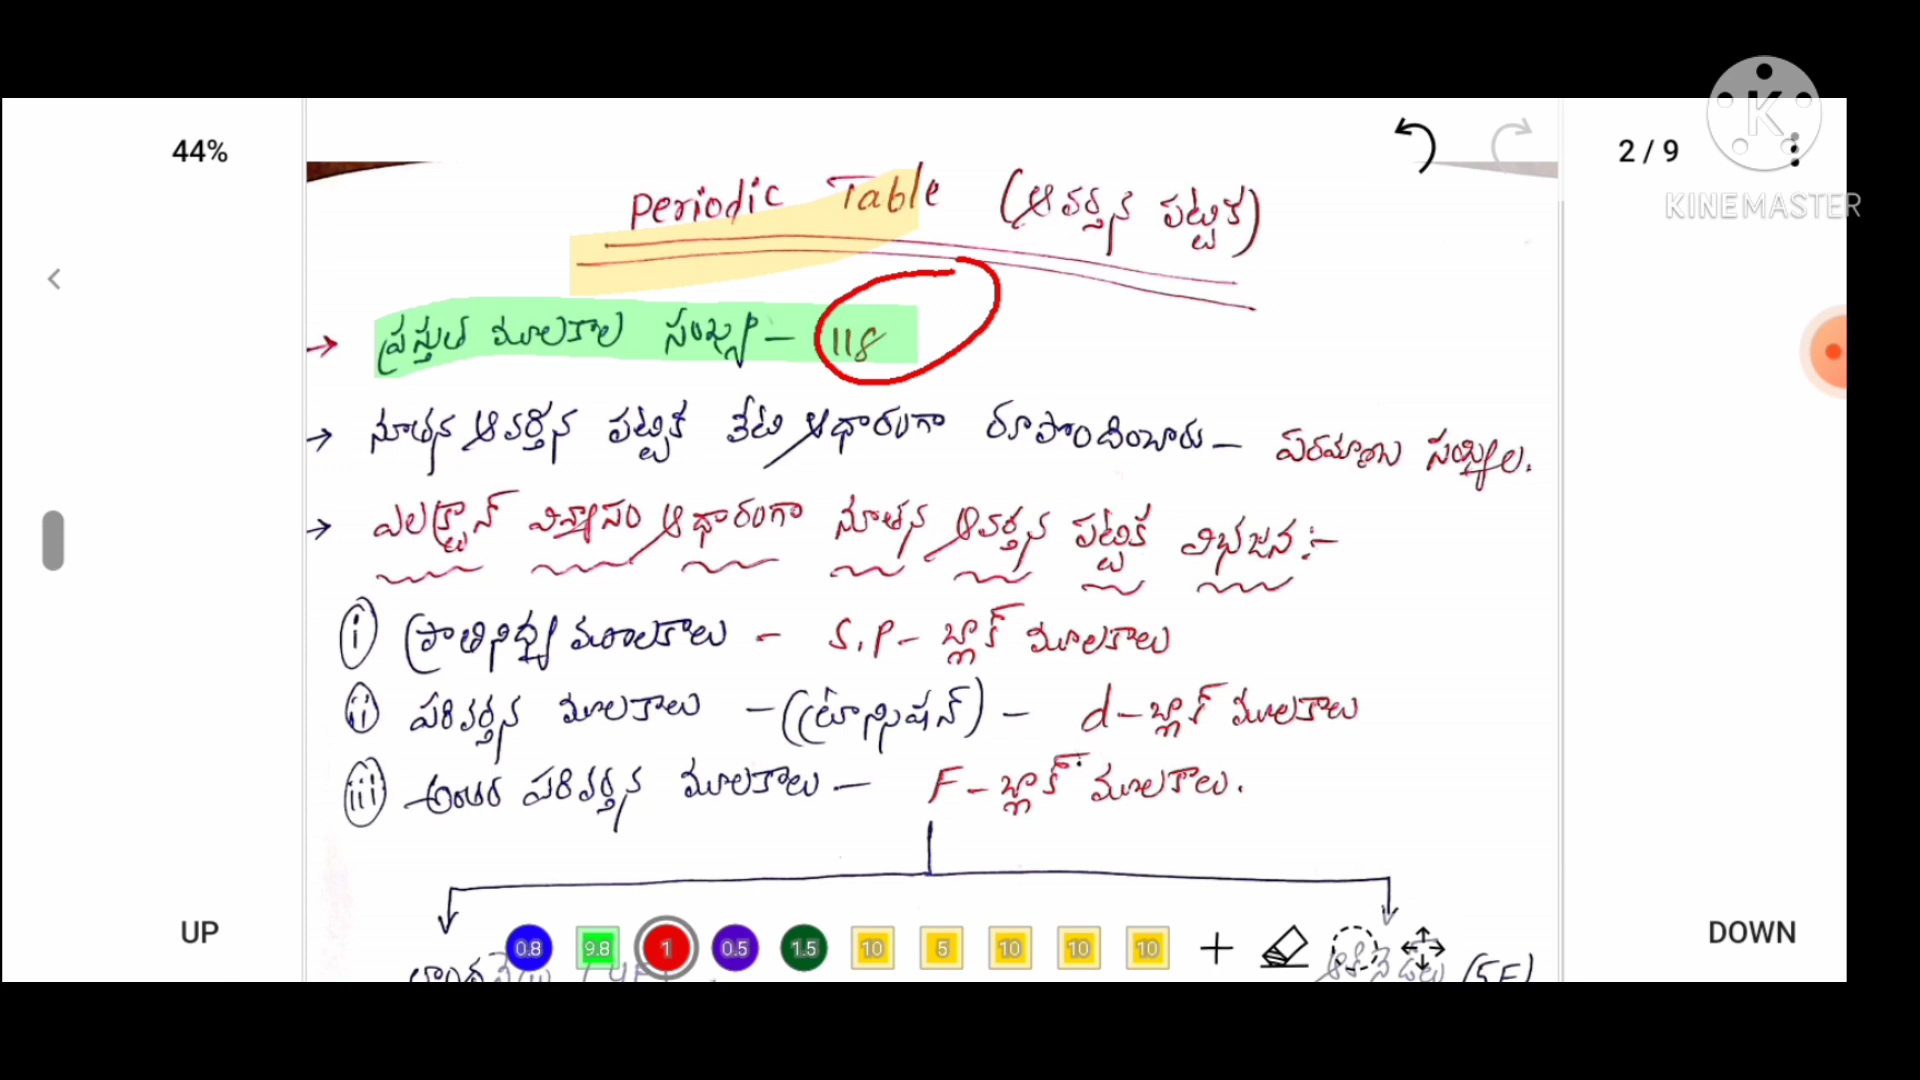 44%
2 / 9
KINEMASTER
Periodic Table (ఆవర్తన పట్టిక)
→ ప్రస్తుత మూలకాల సంఖ్య - 118
→ నూతన ఆవర్తన పట్టిక దేని ఆధారంగా రూపొందించారు - పరమాణు సంఖ్యల.
→ ఎలక్ట్రాన్ విన్యాసం ఆధారంగా నూతన ఆవర్తన పట్టిక విభజన :-
i ప్రాతినిధ్య మూలకాలు - S.P - బ్లాక్ మూలకాలు
ii పరివర్తన మూలకాలు - (ట్రాన్సిషన్) - d - బ్లాక్ మూలకాలు
iii అంతర పరివర్తన మూలకాలు - F - బ్లాక్ మూలకాలు.
UP
0.8 9.8 1 0.5 1.5 10 5 10 10 10
DOWN
(5F)